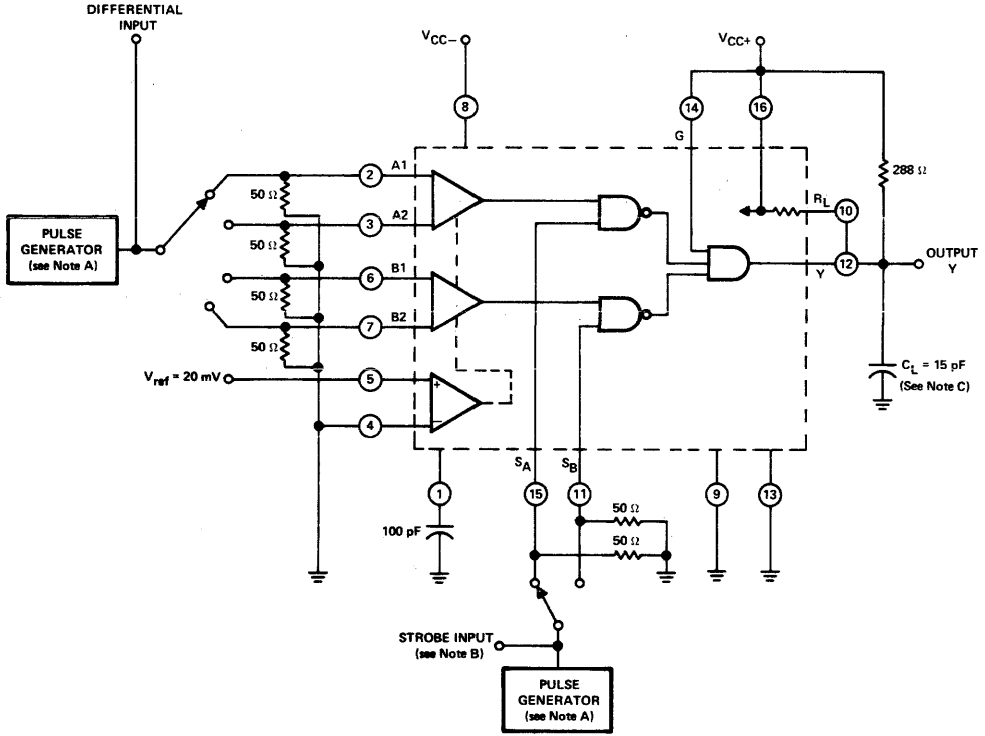 DIFFERENTIAL
INPUT
VCC−
VCC+
8
14
16
G
2
A1
50 Ω
288 Ω
RL
10
3
A2
PULSE
GENERATOR
(see Note A)
50 Ω
6
B1
Y
12
OUTPUT
Y
50 Ω
7
B2
50 Ω
Vref = 20 mV
5
+
CL = 15 pF
(See Note C)
4
−
SA
SB
1
15
11
9
13
50 Ω
100 pF
50 Ω
STROBE INPUT
(see Note B)
PULSE
GENERATOR
(see Note A)